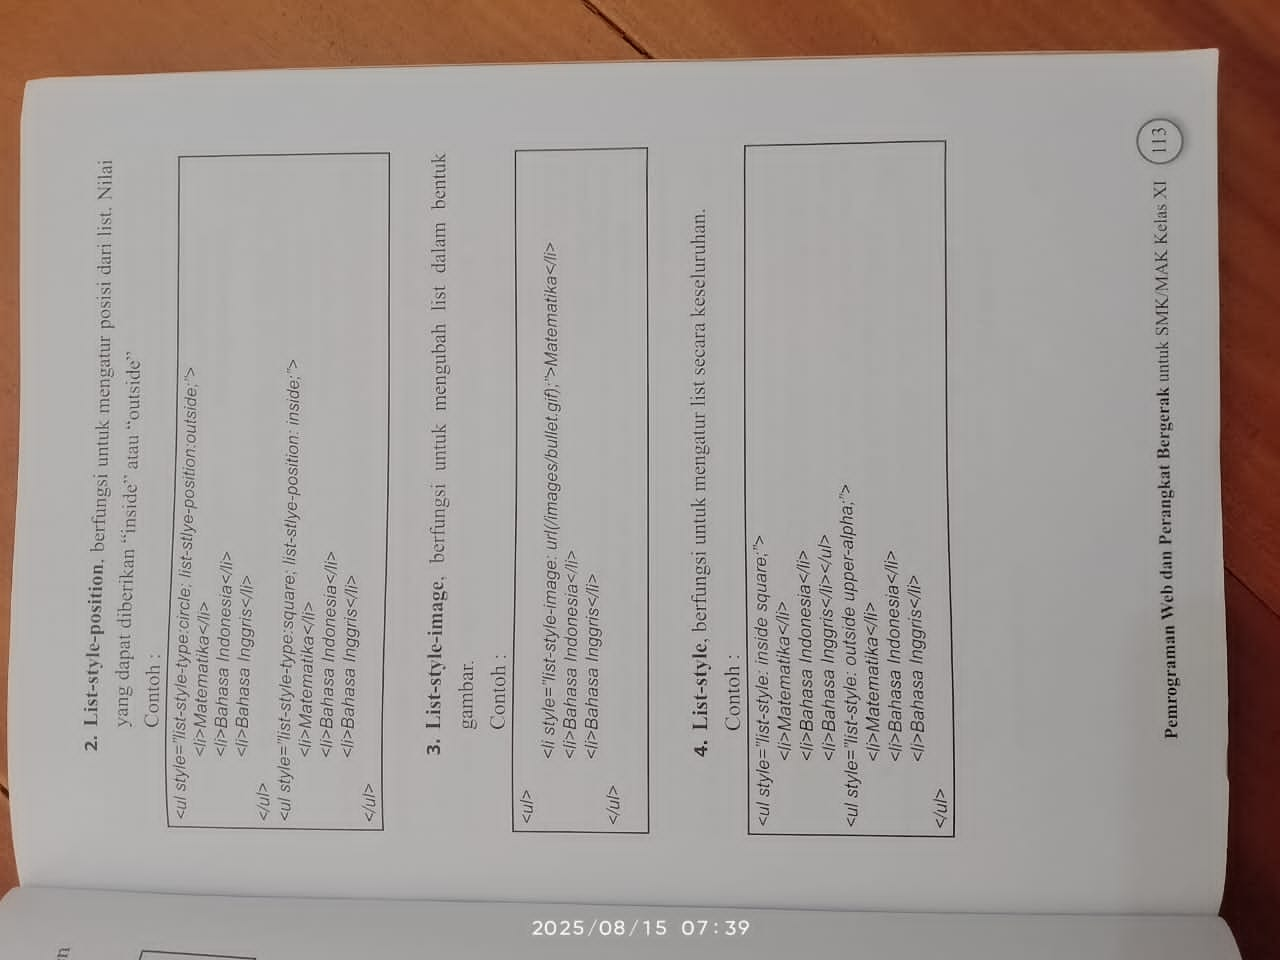 2. List-style-position, berfungsi untuk mengatur posisi dari list. Nilai
yang dapat diberikan “inside” atau “outside”
Contoh :
<ul style="list-style-type:circle; list-stlye-position:outside;">
<li>Matematika</li>
<li>Bahasa Indonesia</li>
<li>Bahasa Inggris</li>
</ul>
<ul style="list-style-type:square; list-stlye-position: inside;">
<li>Matematika</li>
<li>Bahasa Indonesia</li>
<li>Bahasa Inggris</li>
</ul>
3. List-style-image, berfungsi untuk mengubah list dalam bentuk
gambar.
Contoh :
<ul>
<li style="list-style-image: url(/images/bullet.gif);">Matematika</li>
<li>Bahasa Indonesia</li>
<li>Bahasa Inggris</li>
</ul>
4. List-style, berfungsi untuk mengatur list secara keseluruhan.
Contoh :
<ul style="list-style: inside square;">
<li>Matematika</li>
<li>Bahasa Indonesia</li>
<li>Bahasa Inggris</li></ul>
<ul style="list-style: outside upper-alpha;">
<li>Matematika</li>
<li>Bahasa Indonesia</li>
<li>Bahasa Inggris</li>
</ul>
Pemrograman Web dan Perangkat Bergerak untuk SMK/MAK Kelas XI 113
2025/08/15 07:39